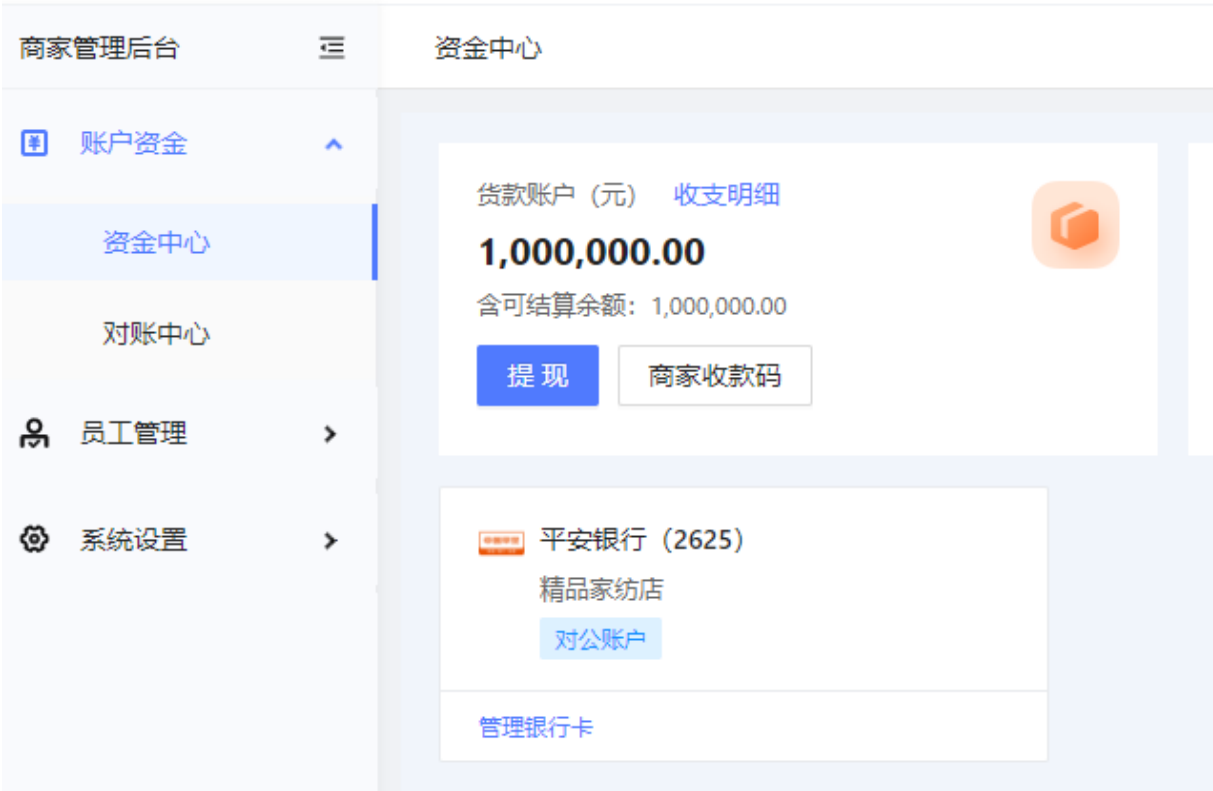 商家管理后台
资金中心
账户资金
资金中心
对账中心
员工管理
系统设置
货款账户（元） 收支明细
1,000,000.00
含可结算余额：1,000,000.00
提现 商家收款码
平安银行（2625）
精品家纺店
对公账户
管理银行卡